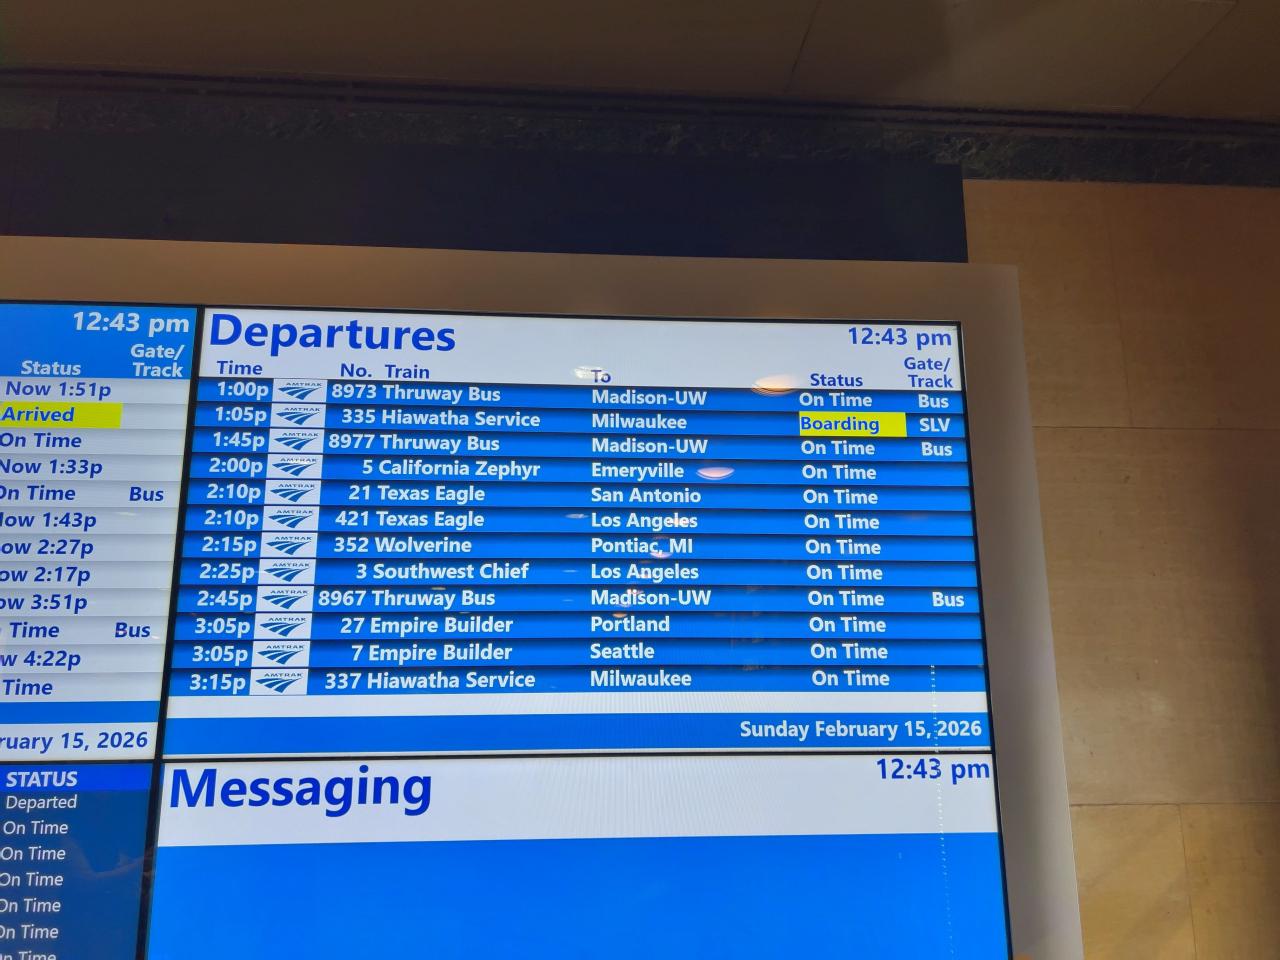 12:43 pm
Gate/
Status Track
Now 1:51p
Arrived
On Time
Now 1:33p
On Time Bus
Now 1:43p
ow 2:27p
ow 2:17p
ow 3:51p
Time Bus
w 4:22p
Time
ruary 15, 2026
STATUS
Departed
On Time
On Time
On Time
On Time
On Time
On Time
Departures 12:43 pm
Gate/
Time No. Train To Status Track
1:00p AMTRAK 8973 Thruway Bus Madison-UW On Time Bus
1:05p AMTRAK 335 Hiawatha Service Milwaukee Boarding SLV
1:45p AMTRAK 8977 Thruway Bus Madison-UW On Time Bus
2:00p AMTRAK 5 California Zephyr Emeryville On Time
2:10p AMTRAK 21 Texas Eagle San Antonio On Time
2:10p AMTRAK 421 Texas Eagle Los Angeles On Time
2:15p AMTRAK 352 Wolverine Pontiac, MI On Time
2:25p AMTRAK 3 Southwest Chief Los Angeles On Time
2:45p AMTRAK 8967 Thruway Bus Madison-UW On Time Bus
3:05p AMTRAK 27 Empire Builder Portland On Time
3:05p AMTRAK 7 Empire Builder Seattle On Time
3:15p AMTRAK 337 Hiawatha Service Milwaukee On Time
Sunday February 15, 2026
Messaging 12:43 pm